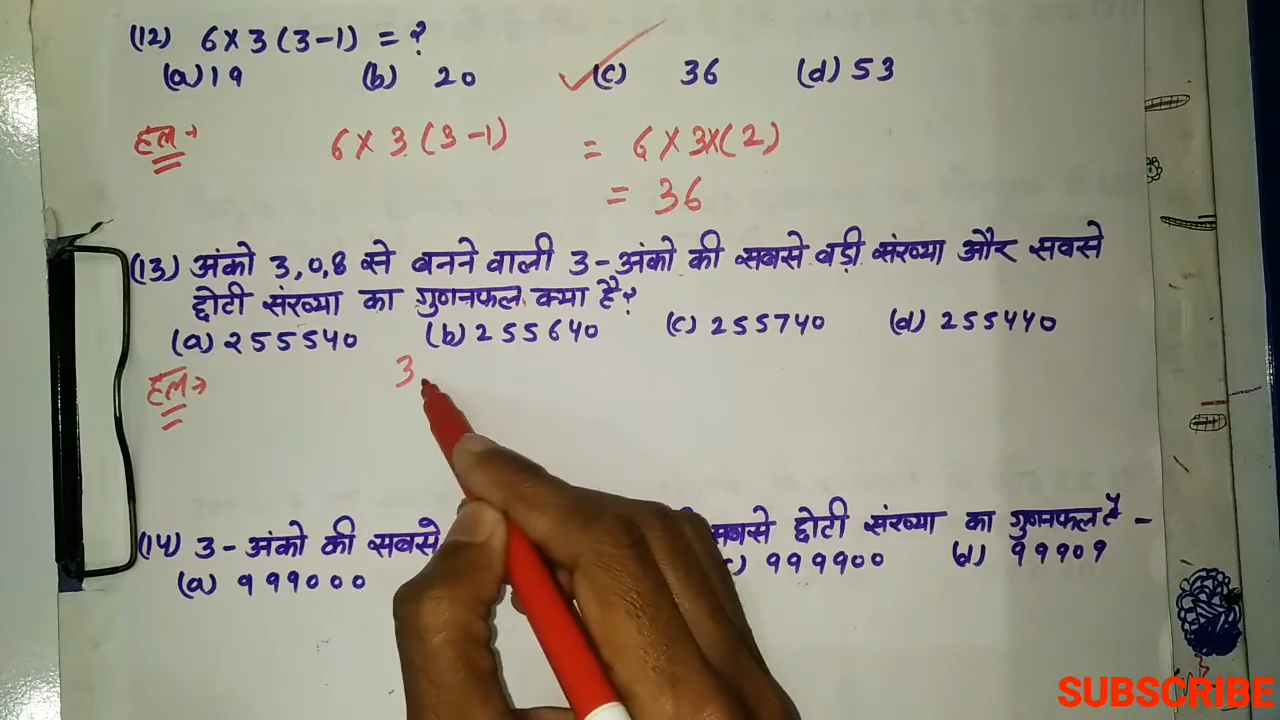 (12) 6 × 3 (3-1) = ?
(a) 19 (b) 20 (c) 36 (d) 53
हल→ 6 × 3 (3-1) = 6 × 3×(2)
= 36
(13) अंको 3,0,8 से बनने वाली 3-अंको की सबसे बड़ी संख्या और सबसे
छोटी संख्या का गुणनफल क्या है?
(a) 255540 (b) 255640 (c) 255740 (d) 255440
हल→ 3
(14) 3-अंको की सबसे सबसे छोटी संख्या का गुणनफल है -
(a) 999000 999900 (d) 99909
SUBSCRIBE